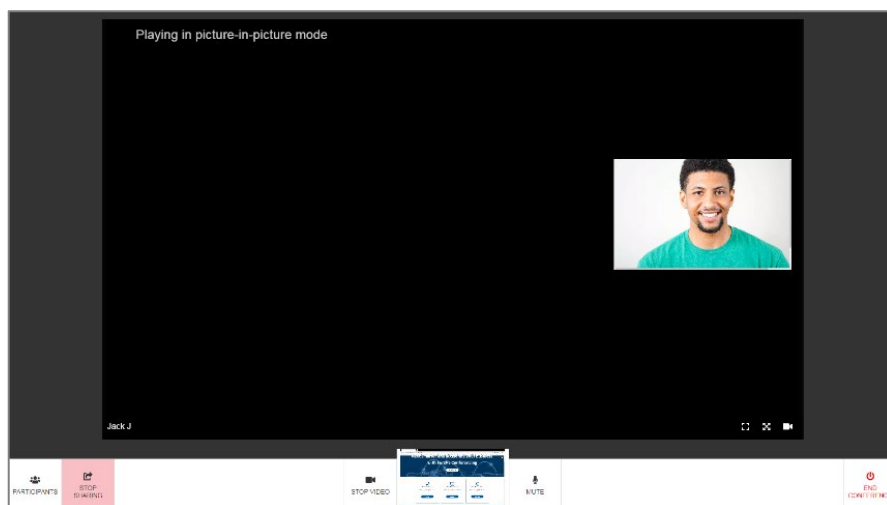 Playing in picture-in-picture mode
Jack J
PARTICIPANTS
STOP
SHARING
STOP VIDEO
MUTE
END
CONFERENCE